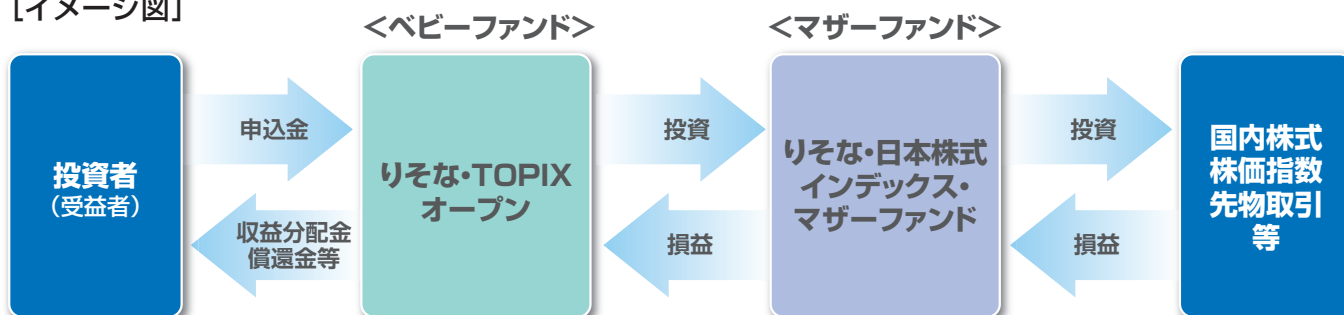 [イメージ図]
<ベビーファンド>
<マザーファンド>
投資者
(受益者)
申込金
収益分配金
償還金等
りそな・TOPIX
オープン
投資
損益
りそな・日本株式
インデックス・
マザーファンド
投資
損益
国内株式
株価指数
先物取引
等